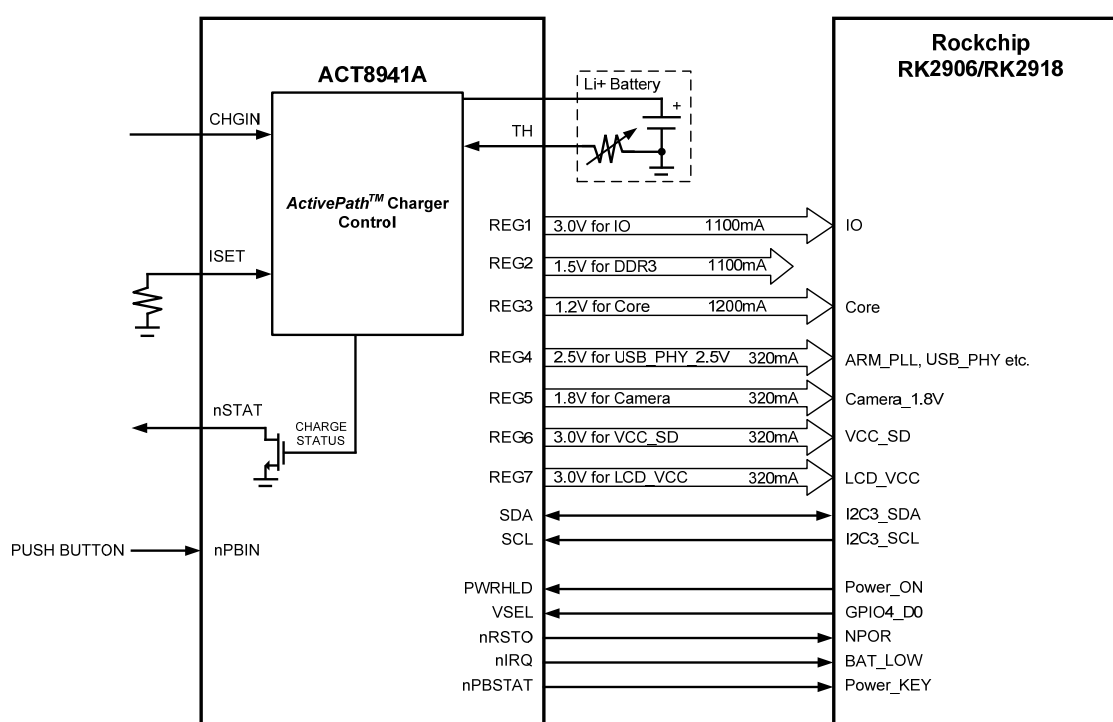 ACT8941A
Rockchip
RK2906/RK2918
Li+ Battery
+
CHGIN
TH
ActivePath™ Charger
Control
ISET
REG1 3.0V for IO 1100mA IO
REG2 1.5V for DDR3 1100mA
REG3 1.2V for Core 1200mA Core
REG4 2.5V for USB_PHY_2.5V 320mA ARM_PLL, USB_PHY etc.
REG5 1.8V for Camera 320mA Camera_1.8V
nSTAT
CHARGE
STATUS
REG6 3.0V for VCC_SD 320mA VCC_SD
REG7 3.0V for LCD_VCC 320mA LCD_VCC
SDA I2C3_SDA
SCL I2C3_SCL
PUSH BUTTON nPBIN
PWRHLD Power_ON
VSEL GPIO4_D0
nRSTO NPOR
nIRQ BAT_LOW
nPBSTAT Power_KEY